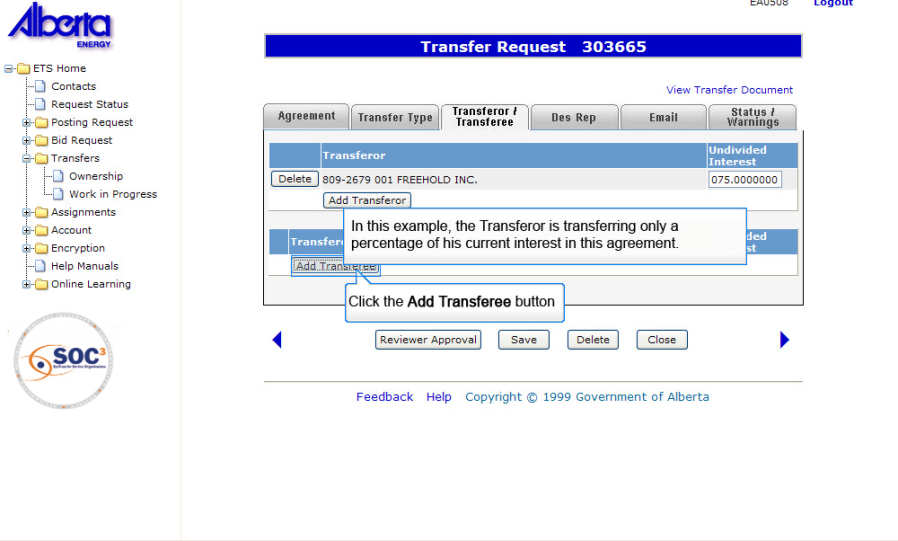 Alberta
ENERGY
EA0508 Logout
Transfer Request 303665
View Transfer Document
ETS Home
Contacts
Request Status
Posting Request
Bid Request
Transfers
Ownership
Work in Progress
Assignments
Account
Encryption
Help Manuals
Online Learning
SOC3
Agreement
Transfer Type
Transferor /
Transferee
Des Rep
Email
Status /
Warnings
Transferor
Undivided
Interest
Delete 809-2679 001 FREEHOLD INC. 075.0000000
Add Transferor
In this example, the Transferor is transferring only a
percentage of his current interest in this agreement.
Add Transferee
Click the Add Transferee button
Reviewer Approval Save Delete Close
Feedback Help Copyright © 1999 Government of Alberta